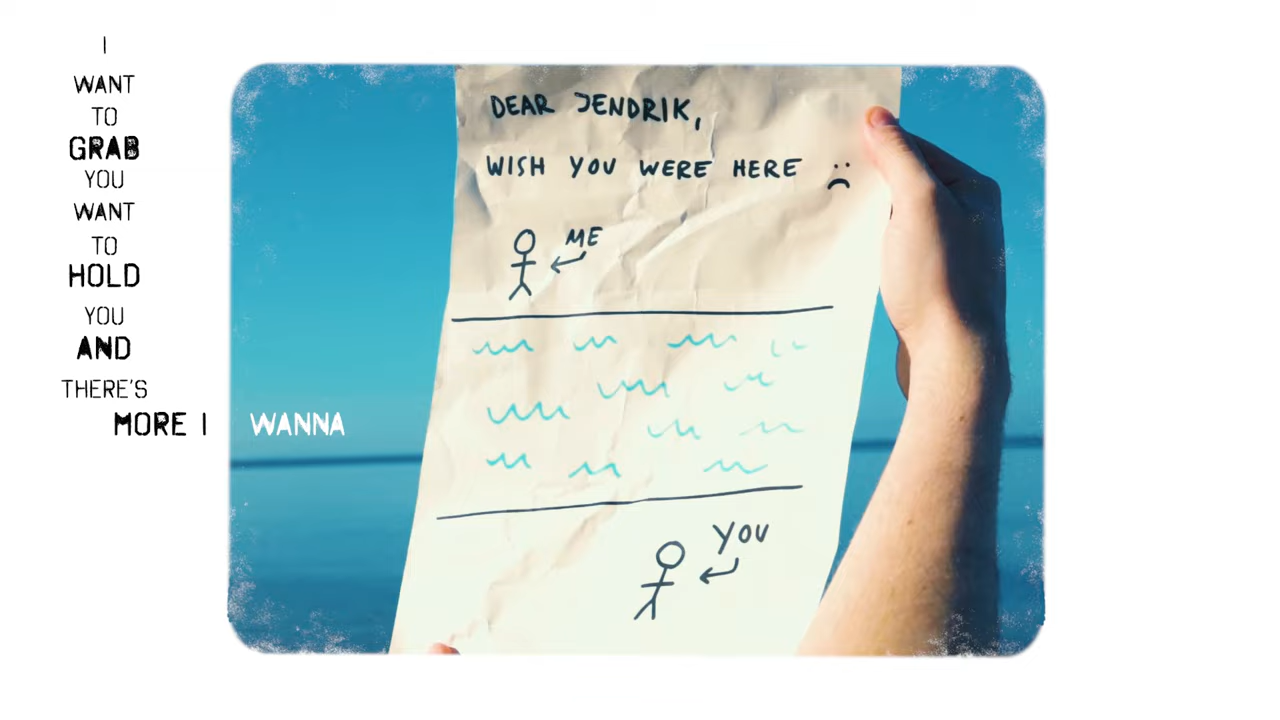 I
WANT
TO
GRAB
YOU
WANT
TO
HOLD
YOU
AND
THERE'S
MORE I WANNA
DEAR JENDRIK,
WISH YOU WERE HERE :(
ME
YOU